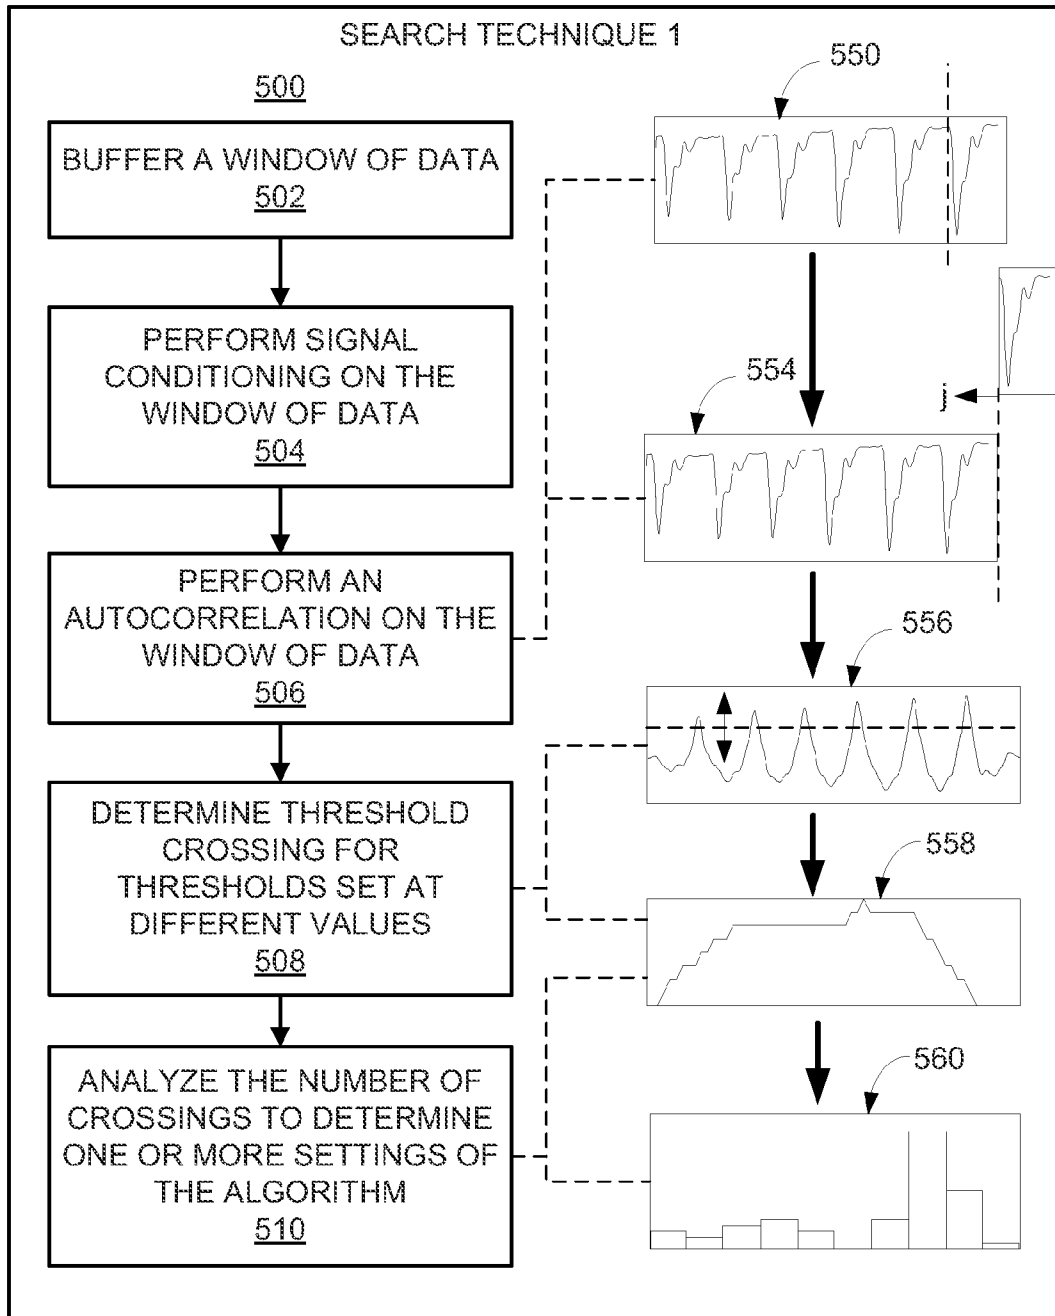 SEARCH TECHNIQUE 1
500
BUFFER A WINDOW OF DATA
502
PERFORM SIGNAL
CONDITIONING ON THE
WINDOW OF DATA
504
PERFORM AN
AUTOCORRELATION ON THE
WINDOW OF DATA
506
DETERMINE THRESHOLD
CROSSING FOR
THRESHOLDS SET AT
DIFFERENT VALUES
508
ANALYZE THE NUMBER OF
CROSSINGS TO DETERMINE
ONE OR MORE SETTINGS OF
THE ALGORITHM
510
550
554
j
556
558
560